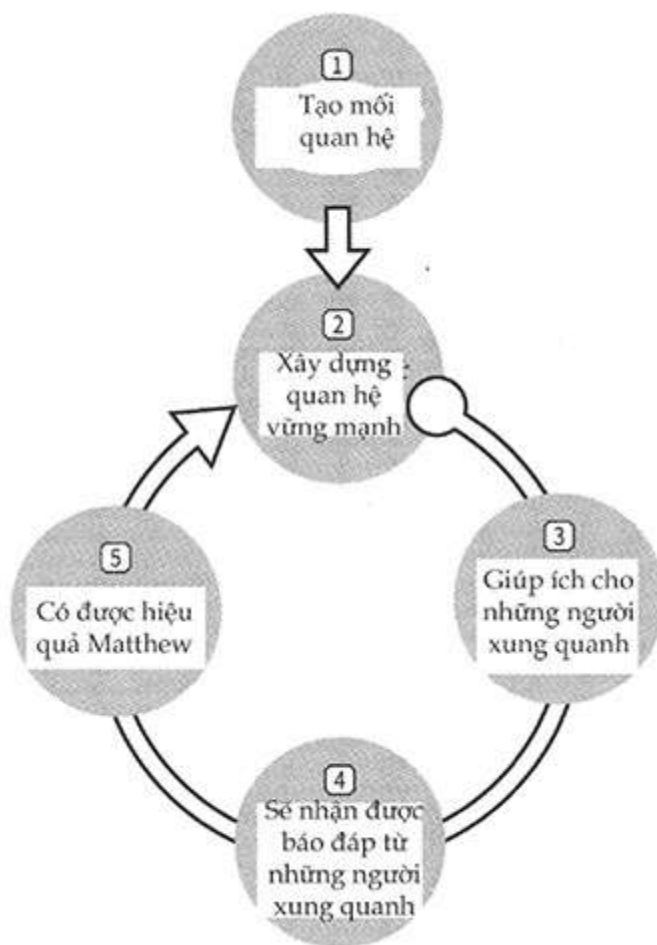 1
Tạo mối
quan hệ
2
Xây dựng
quan hệ
vững mạnh
3
Giúp ích cho
những người
xung quanh
4
Sẽ nhận được
báo đáp từ
những người
xung quanh
5
Có được hiệu
quả Matthew